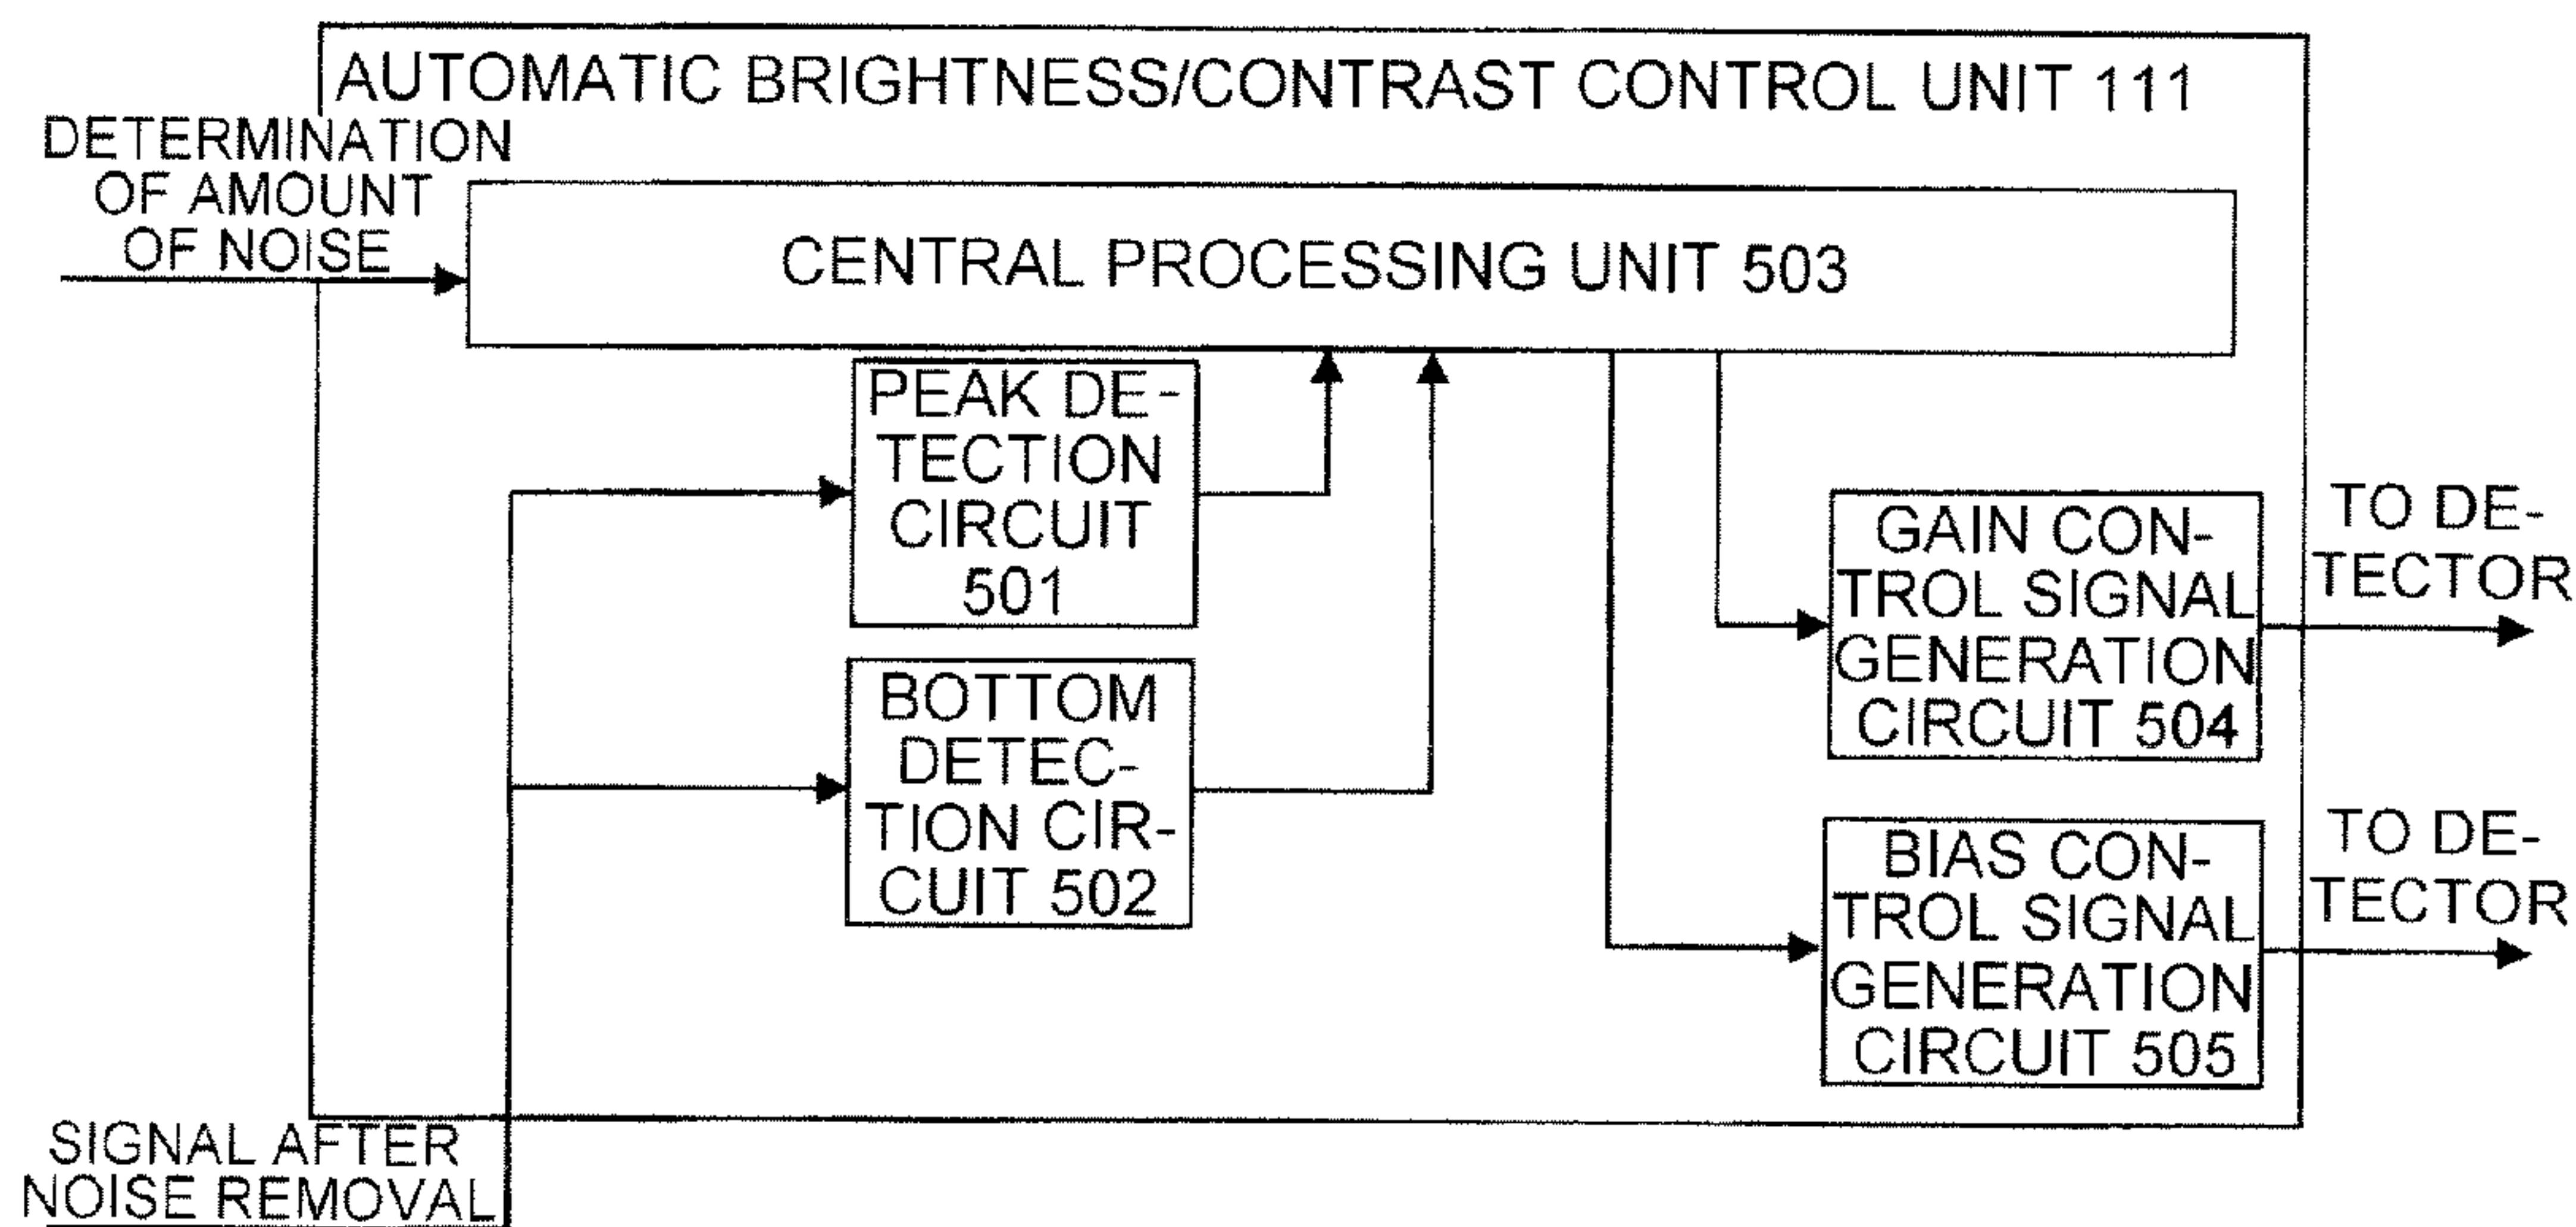 AUTOMATIC BRIGHTNESS/CONTRAST CONTROL UNIT 111
DETERMINATION
OF AMOUNT
OF NOISE
CENTRAL PROCESSING UNIT 503
PEAK DE-
TECTION
CIRCUIT
501
BOTTOM
DETEC-
TION CIR-
CUIT 502
GAIN CON-
TROL SIGNAL
GENERATION
CIRCUIT 504
TO DE-
TECTOR
BIAS CON-
TROL SIGNAL
GENERATION
CIRCUIT 505
TO DE-
TECTOR
SIGNAL AFTER
NOISE REMOVAL